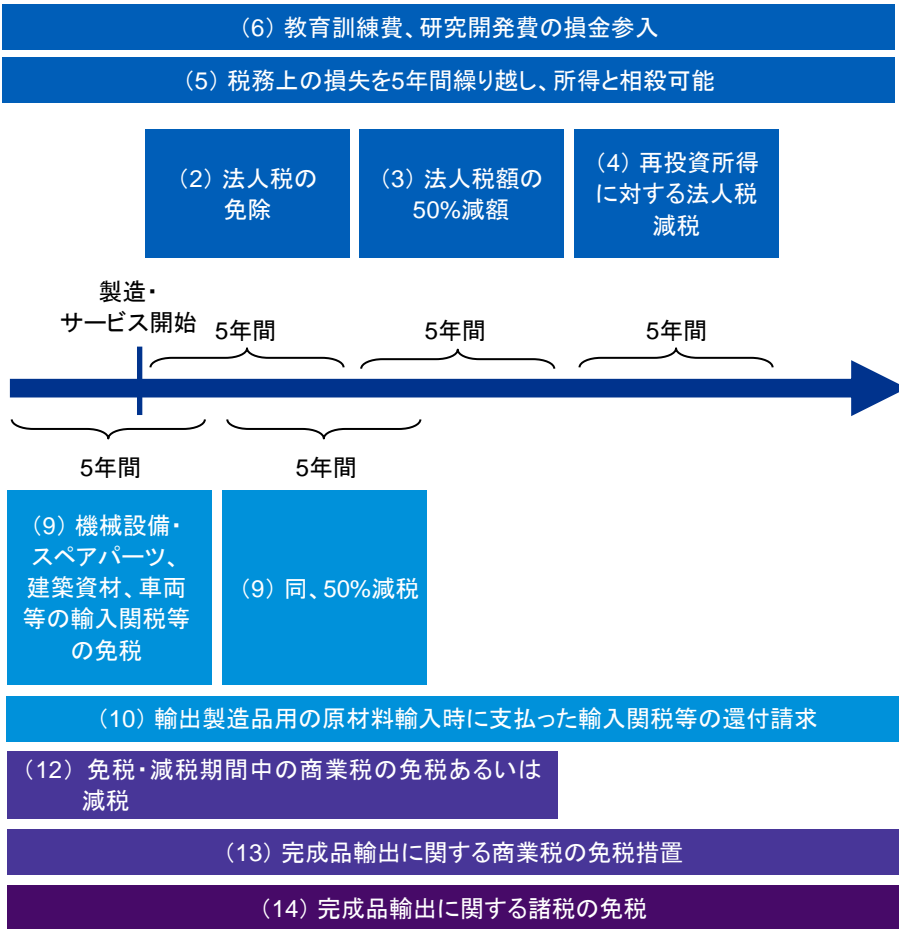 (6) 教育訓練費、研究開発費の損金参入
(5) 税務上の損失を5年間繰り越し、所得と相殺可能
(2) 法人税の
免除
(3) 法人税額の
50%減額
(4) 再投資所得
に対する法人税
減税
製造・
サービス開始
5年間
5年間
5年間
5年間
5年間
(9) 機械設備・
スペアパーツ、
建築資材、車両
等の輸入関税等
の免税
(9) 同、50%減税
(10) 輸出製造品用の原材料輸入時に支払った輸入関税等の還付請求
(12) 免税・減税期間中の商業税の免税あるいは
減税
(13) 完成品輸出に関する商業税の免税措置
(14) 完成品輸出に関する諸税の免税